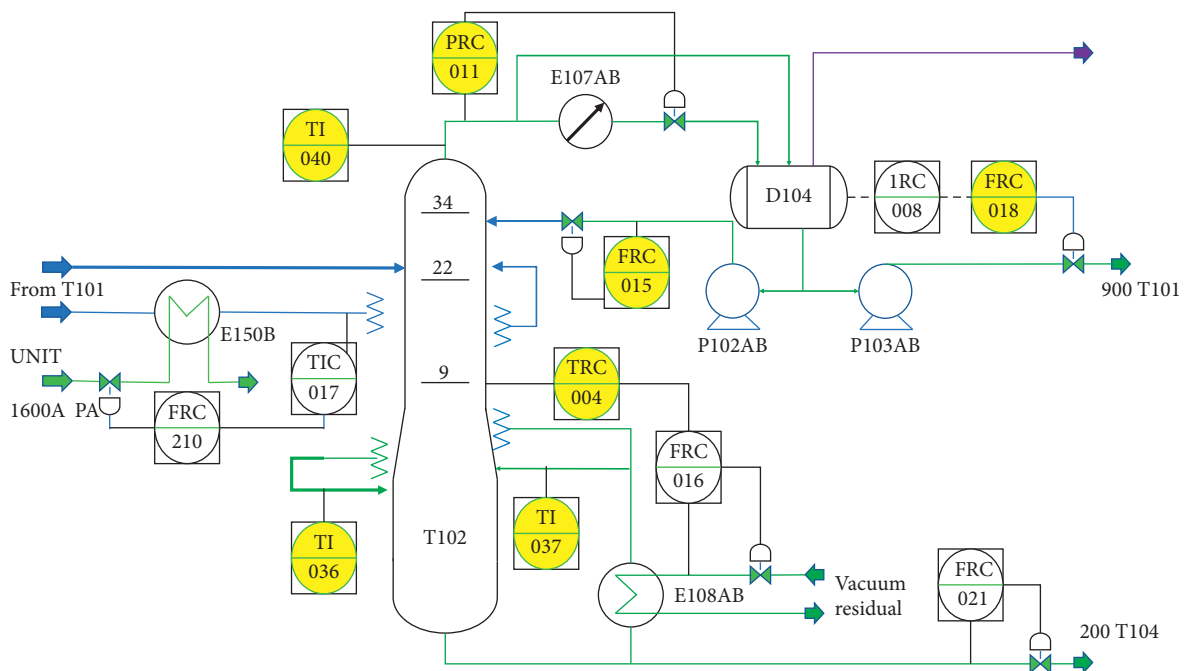 PRC
011
E107AB
TI
040
34
D104
1RC
008
FRC
018
22
FRC
015
From T101
E150B
900 T101
P102AB
P103AB
UNIT
TIC
017
9
TRC
004
1600A PA
FRC
210
FRC
016
TI
036
T102
TI
037
E108AB
Vacuum
residual
FRC
021
200 T104